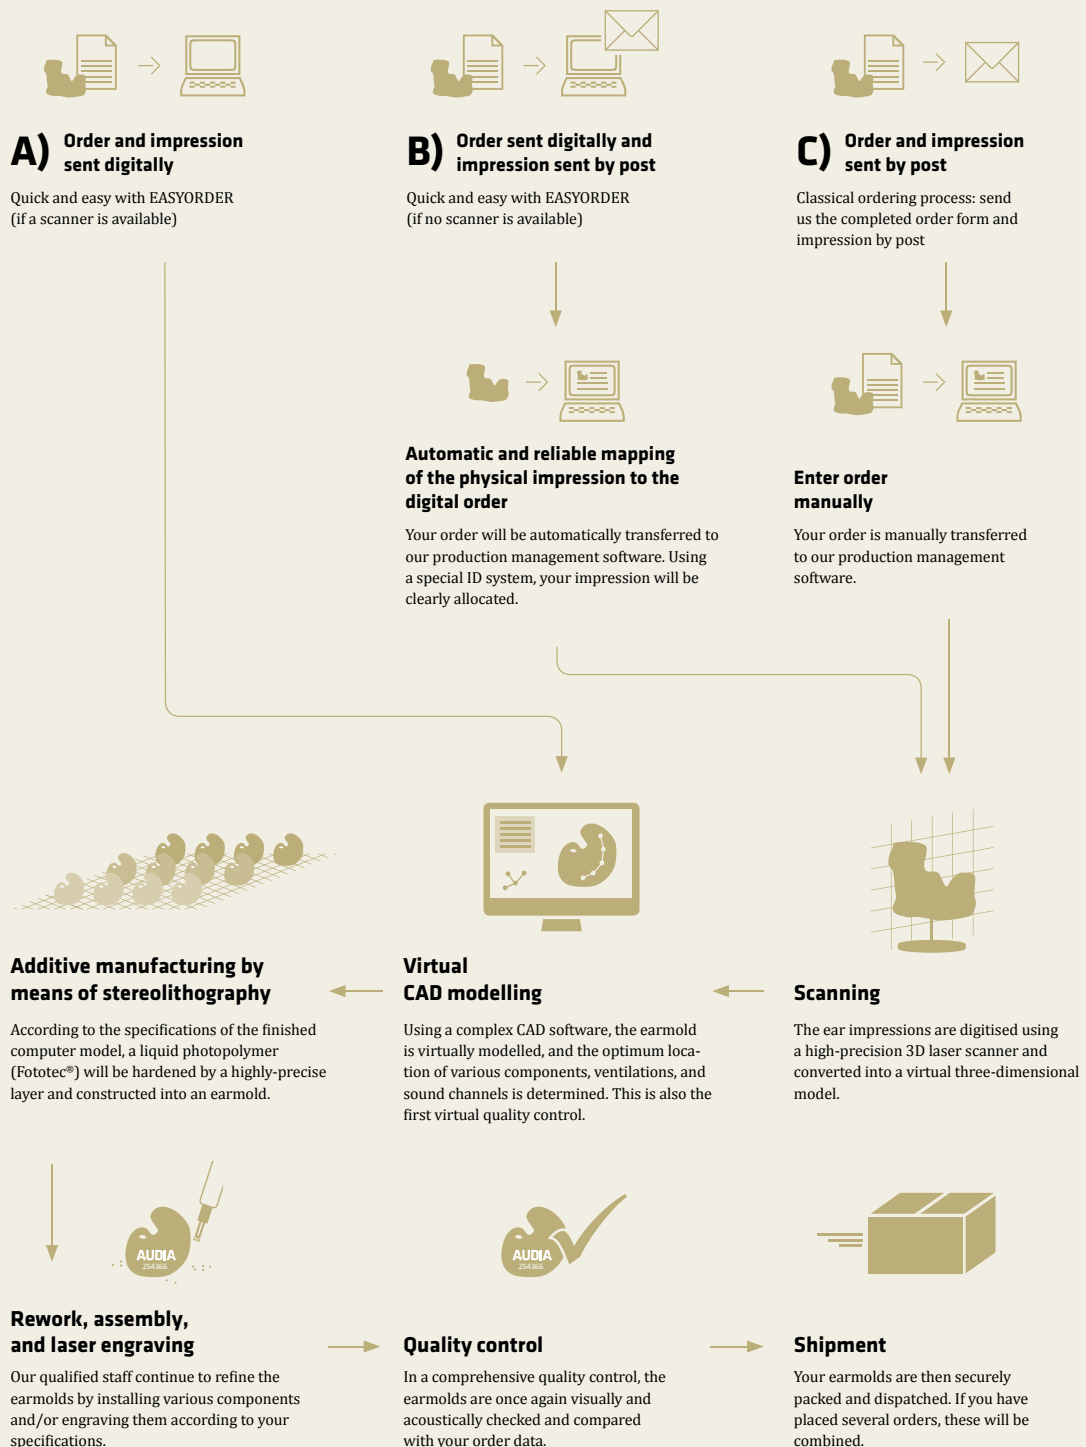 A) Order and impression
sent digitally
Quick and easy with EASYORDER
(if a scanner is available)
B) Order sent digitally and
impression sent by post
Quick and easy with EASYORDER
(if no scanner is available)
C) Order and impression
sent by post
Classical ordering process: send
us the completed order form and
impression by post
Automatic and reliable mapping
of the physical impression to the
digital order
Your order will be automatically transferred to
our production management software. Using
a special ID system, your impression will be
clearly allocated.
Enter order
manually
Your order is manually transferred
to our production management
software.
Additive manufacturing by
means of stereolithography
According to the specifications of the finished
computer model, a liquid photopolymer
(Fototec®) will be hardened by a highly-precise
layer and constructed into an earmold.
Virtual
CAD modelling
Using a complex CAD software, the earmold
is virtually modelled, and the optimum loca-
tion of various components, ventilations, and
sound channels is determined. This is also the
first virtual quality control.
Scanning
The ear impressions are digitised using
a high-precision 3D laser scanner and
converted into a virtual three-dimensional
model.
AUDIA
254366
Rework, assembly,
and laser engraving
Our qualified staff continue to refine the
earmolds by installing various components
and/or engraving them according to your
specifications.
AUDIA
254366
Quality control
In a comprehensive quality control, the
earmolds are once again visually and
acoustically checked and compared
with your order data.
Shipment
Your earmolds are then securely
packed and dispatched. If you have
placed several orders, these will be
combined.